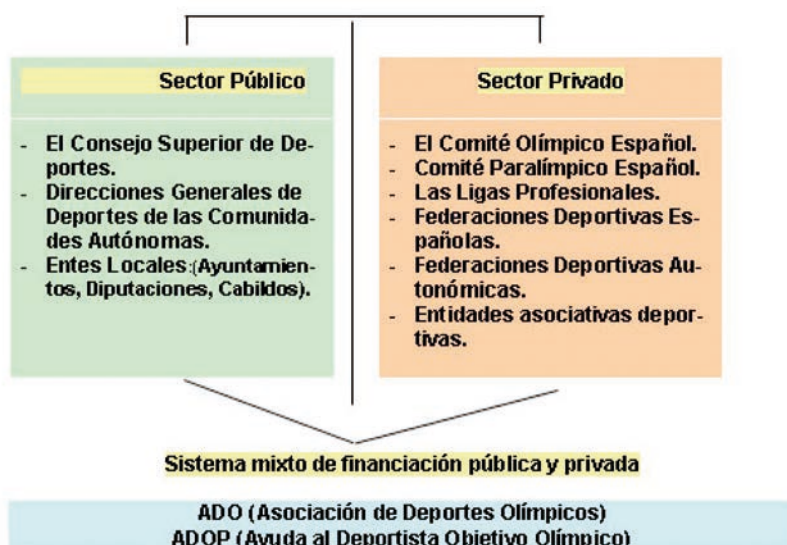 Sector Público
- El Consejo Superior de De-
portes.
- Direcciones Generales de
Deportes de las Comunida-
des Autónomas.
- Entes Locales:(Ayuntamien-
tos, Diputaciones, Cabildos).
Sector Privado
- El Comité Olímpico Español.
- Comité Paralímpico Español.
- Las Ligas Profesionales.
- Federaciones Deportivas Es-
pañolas.
- Federaciones Deportivas Au-
tonómicas.
- Entidades asociativas depor-
tivas.
Sistema mixto de financiación pública y privada
ADO (Asociación de Deportes Olímpicos)
ADOP (Ayuda al Deportista Objetivo Olímpico)